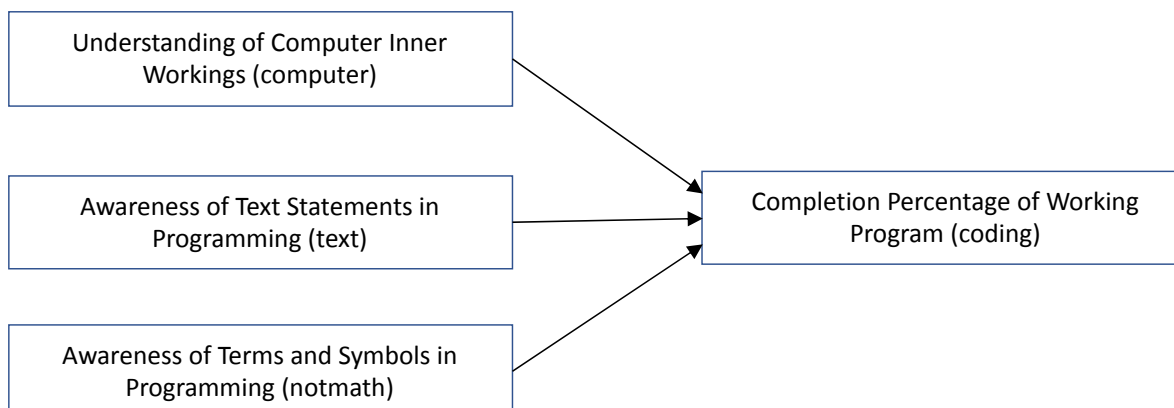 Understanding of Computer Inner
Workings (computer)
Awareness of Text Statements in
Programming (text)
Completion Percentage of Working
Program (coding)
Awareness of Terms and Symbols in
Programming (notmath)